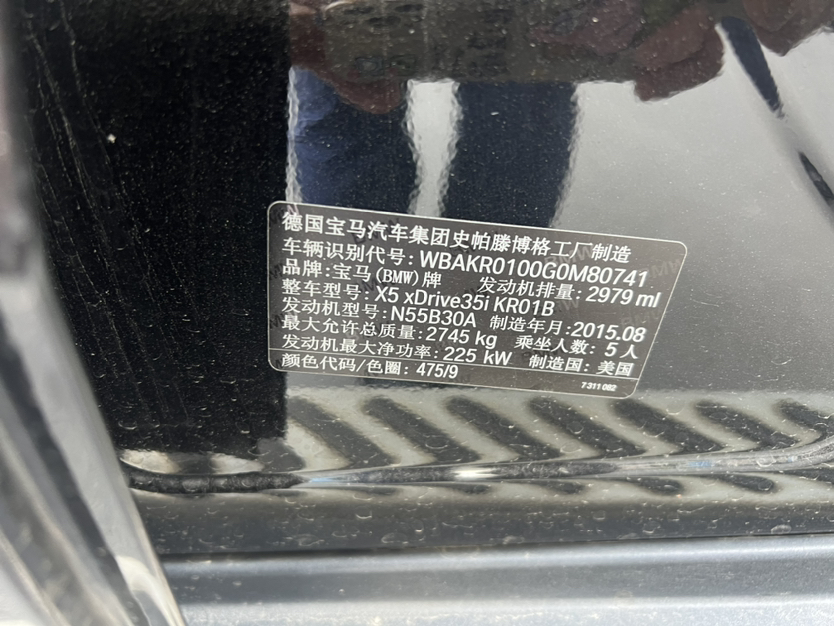 德国宝马汽车集团史帕滕博格工厂制造
车辆识别代号: WBAKR0100G0M80741
品牌: 宝马(BMW)牌 发动机排量: 2979 ml
整车型号: X5 xDrive35i KR01B
发动机型号: N55B30A 制造年月: 2015.08
最大允许总质量: 2745 kg 乘坐人数: 5 人
发动机最大净功率: 225 kW 制造国: 美国
颜色代码/色圈: 475/9
7 311 082